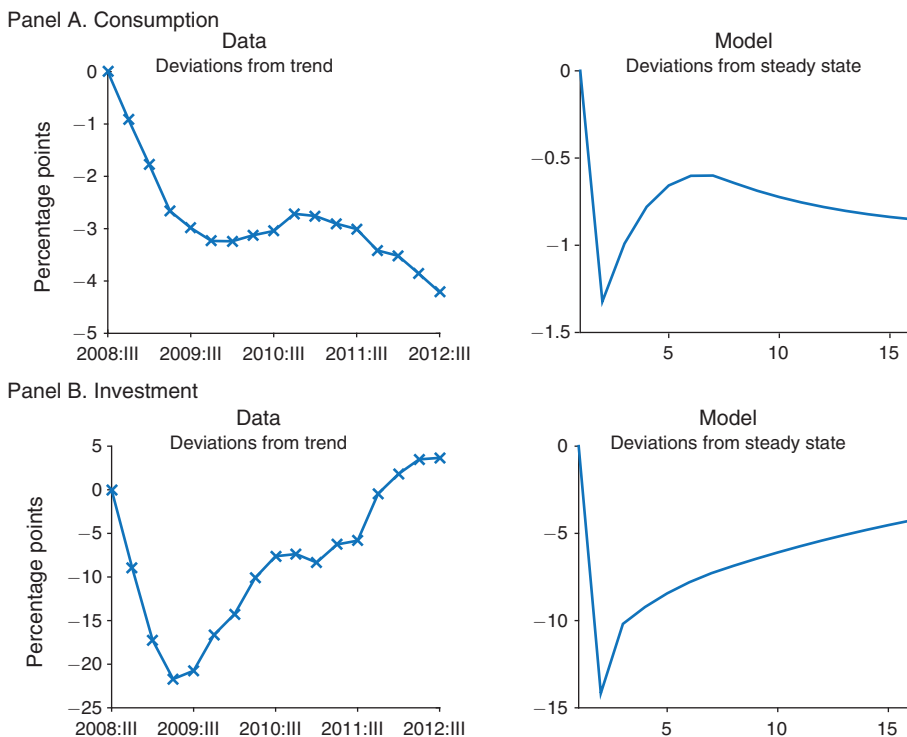 Panel A. Consumption
Data
Deviations from trend
Percentage points
0
−1
−2
−3
−4
−5
2008:III 2009:III 2010:III 2011:III 2012:III
Model
Deviations from steady state
0
−0.5
−1
−1.5
5 10 15
Panel B. Investment
Data
Deviations from trend
Percentage points
5
0
−5
−10
−15
−20
−25
2008:III 2009:III 2010:III 2011:III 2012:III
Model
Deviations from steady state
0
−5
−10
−15
5 10 15